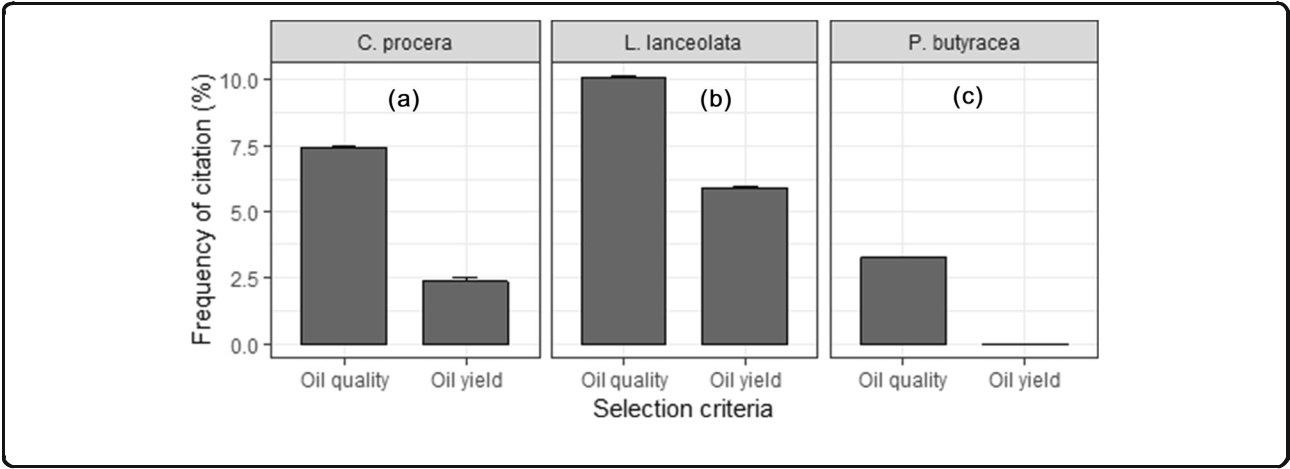 C. procera
L. lanceolata
P. butyracea
(a)
(b)
(c)
Frequency of citation (%)
10.0
7.5
5.0
2.5
0.0
Oil quality
Oil yield
Oil quality
Oil yield
Oil quality
Oil yield
Selection criteria